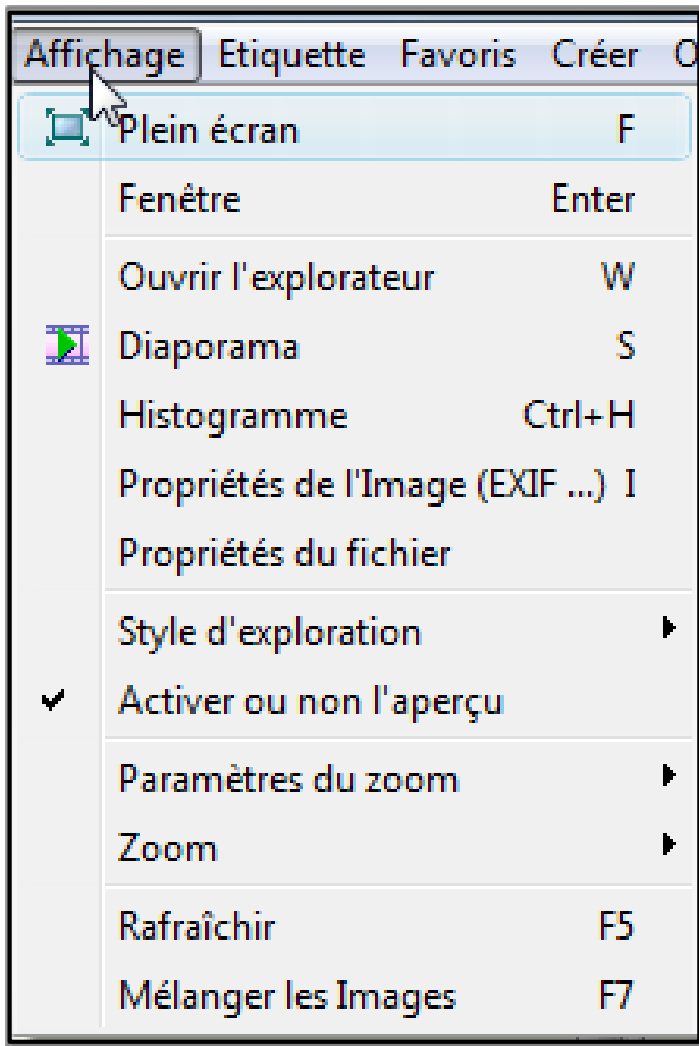 Affichage Etiquette Favoris Créer
Plein écran F
Fenêtre Enter
Ouvrir l'explorateur W
Diaporama S
Histogramme Ctrl+H
Propriétés de l'Image (EXIF ...) I
Propriétés du fichier
Style d'exploration
Activer ou non l'aperçu
Paramètres du zoom
Zoom
Rafraîchir F5
Mélanger les Images F7